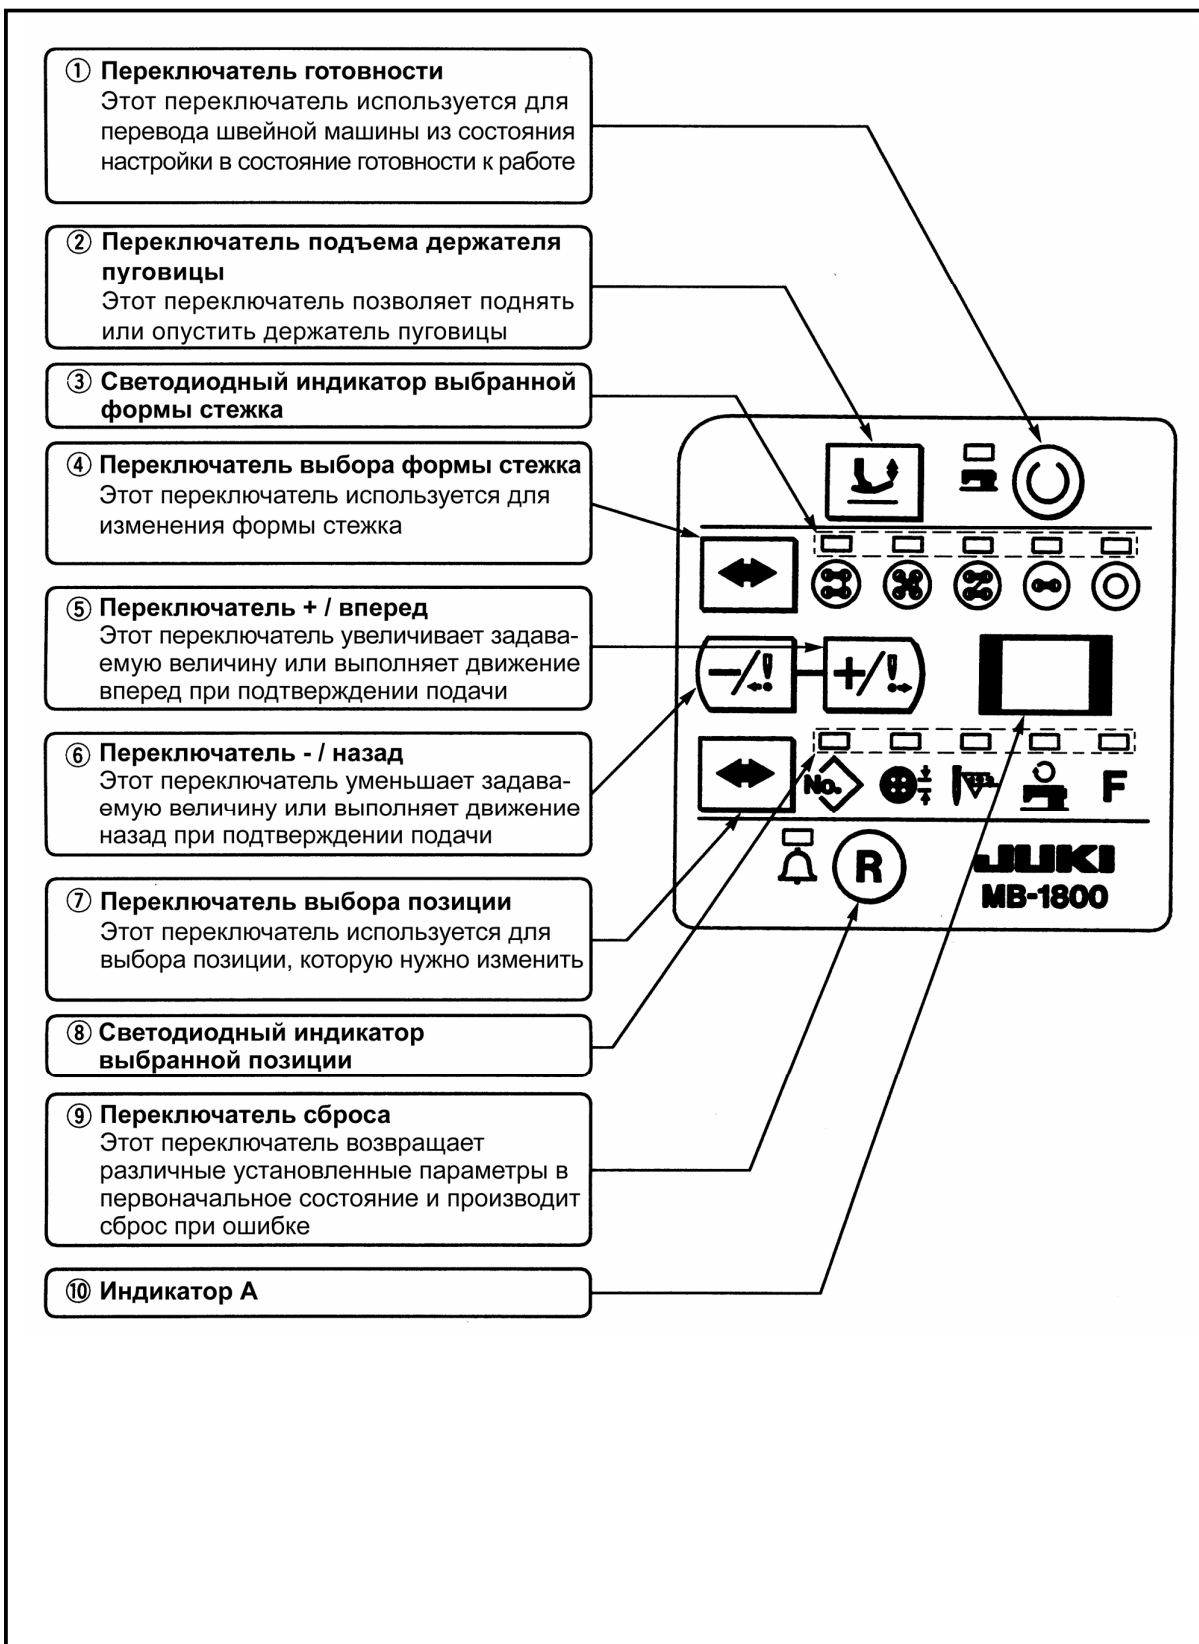 ① Переключатель готовности
Этот переключатель используется для
перевода швейной машины из состояния
настройки в состояние готовности к работе
② Переключатель подъема держателя
пуговицы
Этот переключатель позволяет поднять
или опустить держатель пуговицы
③ Светодиодный индикатор выбранной
формы стежка
④ Переключатель выбора формы стежка
Этот переключатель используется для
изменения формы стежка
⑤ Переключатель + / вперед
Этот переключатель увеличивает задава-
емую величину или выполняет движение
вперед при подтверждении подачи
⑥ Переключатель - / назад
Этот переключатель уменьшает задава-
емую величину или выполняет движение
назад при подтверждении подачи
⑦ Переключатель выбора позиции
Этот переключатель используется для
выбора позиции, которую нужно изменить
⑧ Светодиодный индикатор
выбранной позиции
⑨ Переключатель сброса
Этот переключатель возвращает
различные установленные параметры в
первоначальное состояние и производит
сброс при ошибке
⑩ Индикатор А
−/
+/
No.
F
R
JUKI
MB-1800